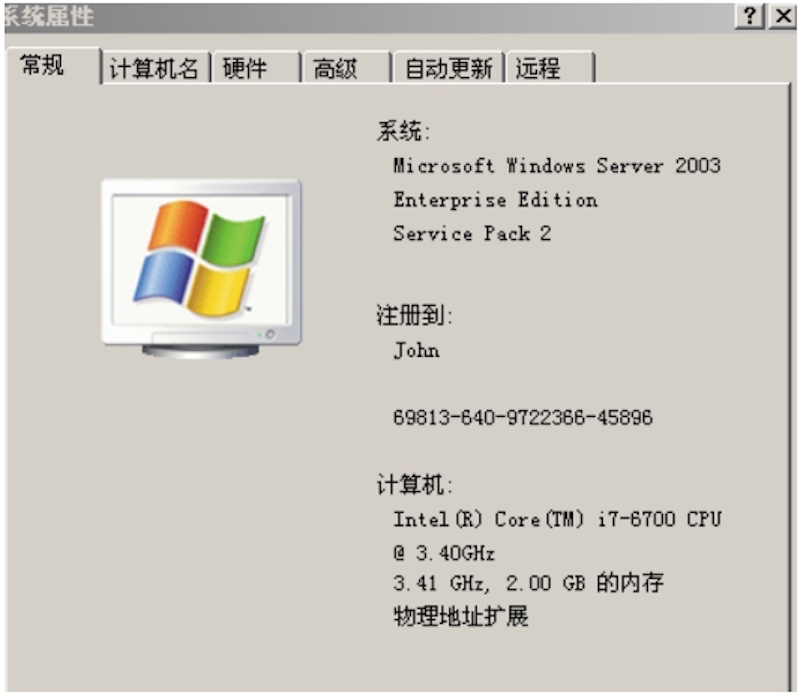 系统属性
常规 计算机名 硬件 高级 自动更新 远程
系统:
Microsoft Windows Server 2003
Enterprise Edition
Service Pack 2
注册到:
John
69813-640-9722366-45896
计算机:
Intel(R) Core(TM) i7-6700 CPU
@ 3.40GHz
3.41 GHz, 2.00 GB 的内存
物理地址扩展